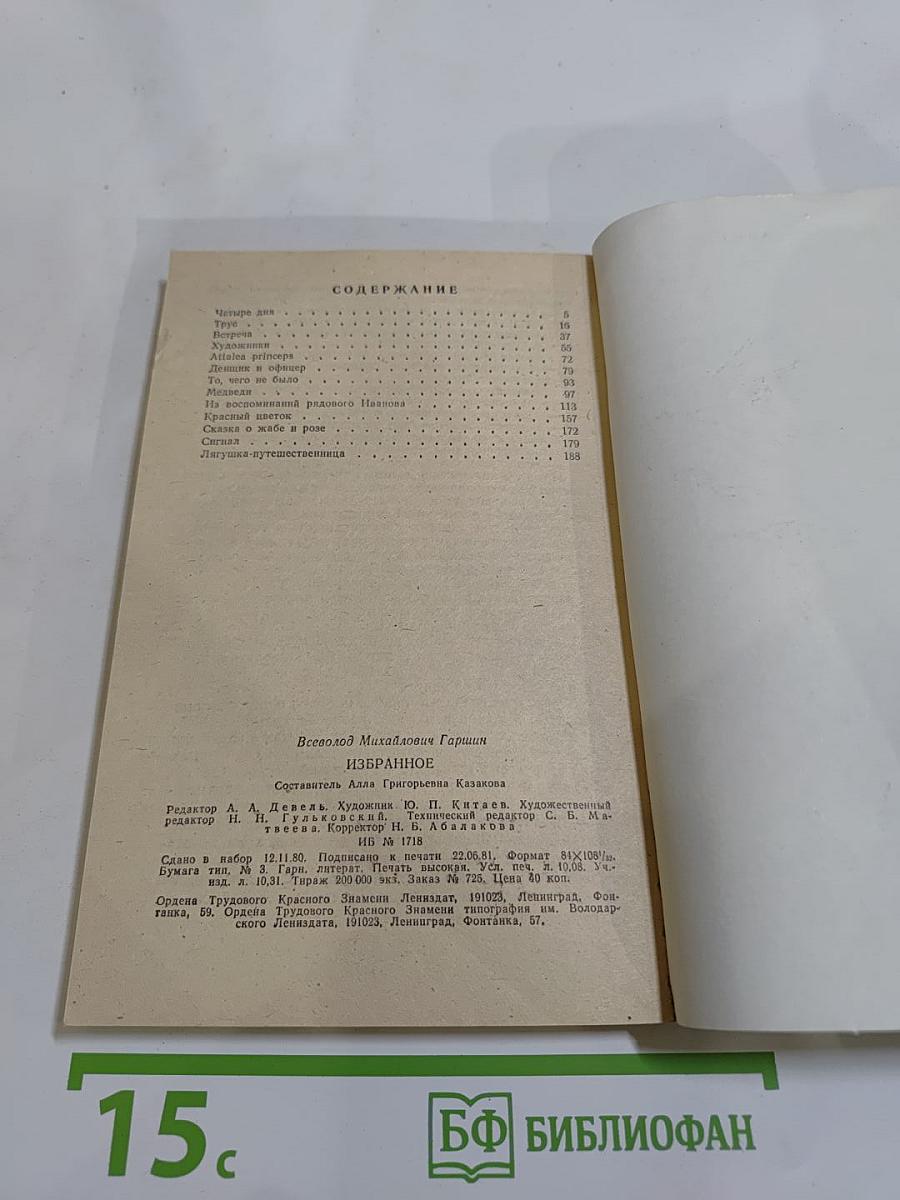 СОДЕРЖАНИЕ
Четыре дня . . . . . . . . . . . . . . . . . . . . 5
Трус . . . . . . . . . . . . . . . . . . . . 16
Встреча . . . . . . . . . . . . . . . . . . . . 37
Художники . . . . . . . . . . . . . . . . . . . . 55
Attalea princeps . . . . . . . . . . . . . . . . . . 72
Денщик и офицер . . . . . . . . . . . . . . . . . . 79
То, чего не было . . . . . . . . . . . . . . . . . . 93
Медведи . . . . . . . . . . . . . . . . . . . . 97
Из воспоминаний рядового Иванова . . . . . . . . . . 113
Красный цветок . . . . . . . . . . . . . . . . . . 157
Сказка о жабе и розе . . . . . . . . . . . . . . . . 172
Сигнал . . . . . . . . . . . . . . . . . . . . 179
Лягушка-путешественница . . . . . . . . . . . . . . 188
Всеволод Михайлович Гаршин
ИЗБРАННОЕ
Составитель Алла Григорьевна Казакова
Редактор А. А. Девель. Художник Ю. П. Китаев. Художественный
редактор Н. Н. Гульковский. Технический редактор С. Б. Ма-
твеева. Корректор Н. Б. Абалакова
ИБ № 1718
Сдано в набор 12.11.80. Подписано к печати 22.06.81. Формат 84×108¹/₃₂.
Бумага тип. № 3. Гарн. литерат. Печать высокая. Усл. печ. л. 10,08. Уч.-
изд. л. 10,31. Тираж 200 000 экз. Заказ № 725. Цена 40 коп.
Ордена Трудового Красного Знамени Лениздат, 191023, Ленинград, Фон-
танка, 59. Ордена Трудового Красного Знамени типография им. Володар-
ского Лениздата, 191023, Ленинград, Фонтанка, 57.
15 с
БФ БИБЛИОФАН